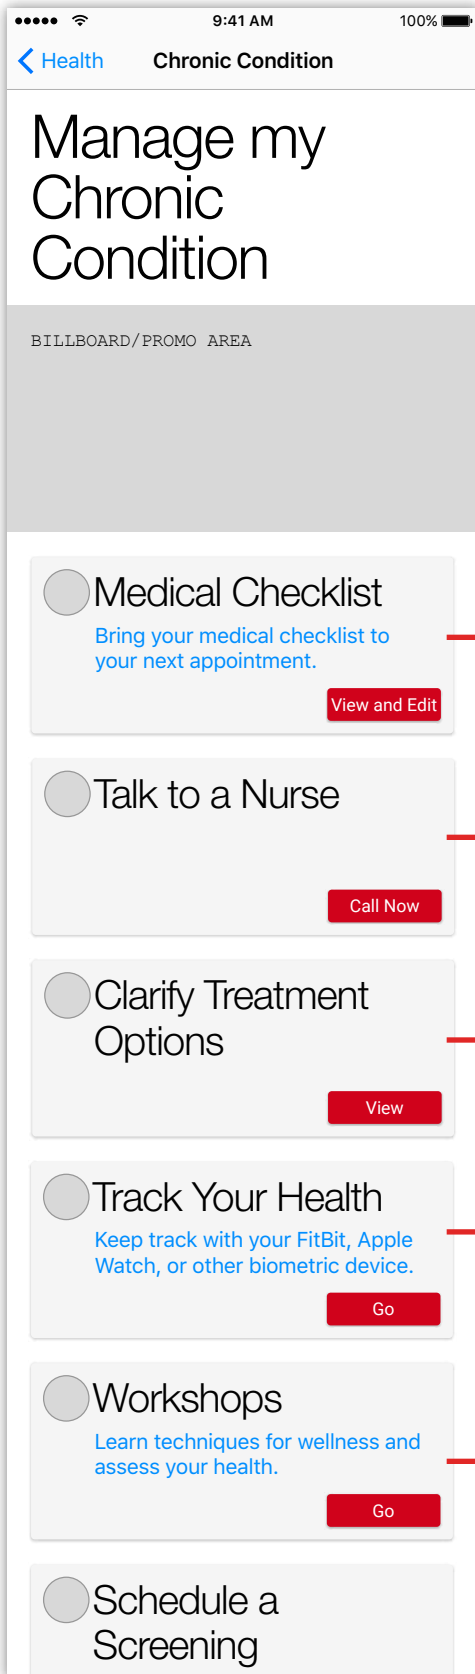 9:41 AM
100%
Health
Chronic Condition
Manage my
Chronic
Condition
BILLBOARD/PROMO AREA
Medical Checklist
Bring your medical checklist to
your next appointment.
View and Edit
Talk to a Nurse
Call Now
Clarify Treatment
Options
View
Track Your Health
Keep track with your FitBit, Apple
Watch, or other biometric device.
Go
Workshops
Learn techniques for wellness and
assess your health.
Go
Schedule a
Screening